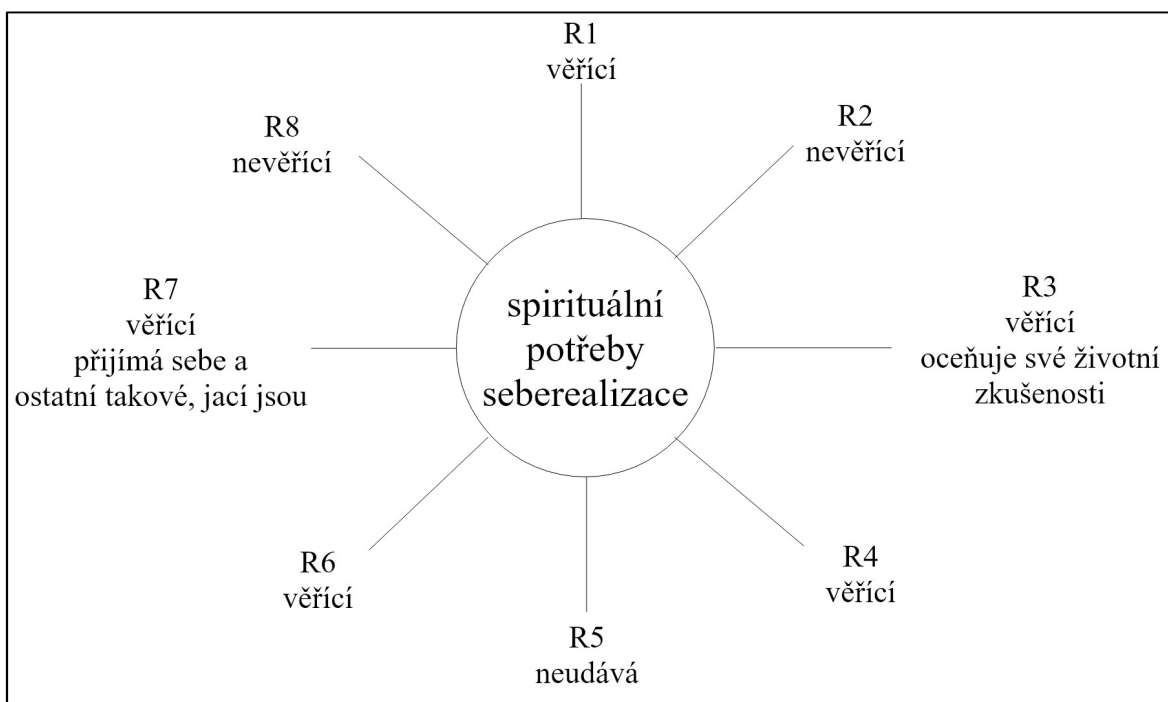 R1
věřící
R2
nevěřící
R8
nevěřící
R3
věřící
oceňuje své životní
zkušenosti
R7
věřící
přijímá sebe a
ostatní takové, jací jsou
spirituální
potřeby
seberealizace
R4
věřící
R6
věřící
R5
neudává